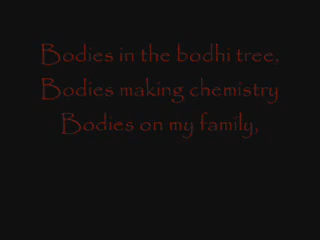 Bodies in the bodhi tree,
Bodies making chemistry
Bodies on my family,